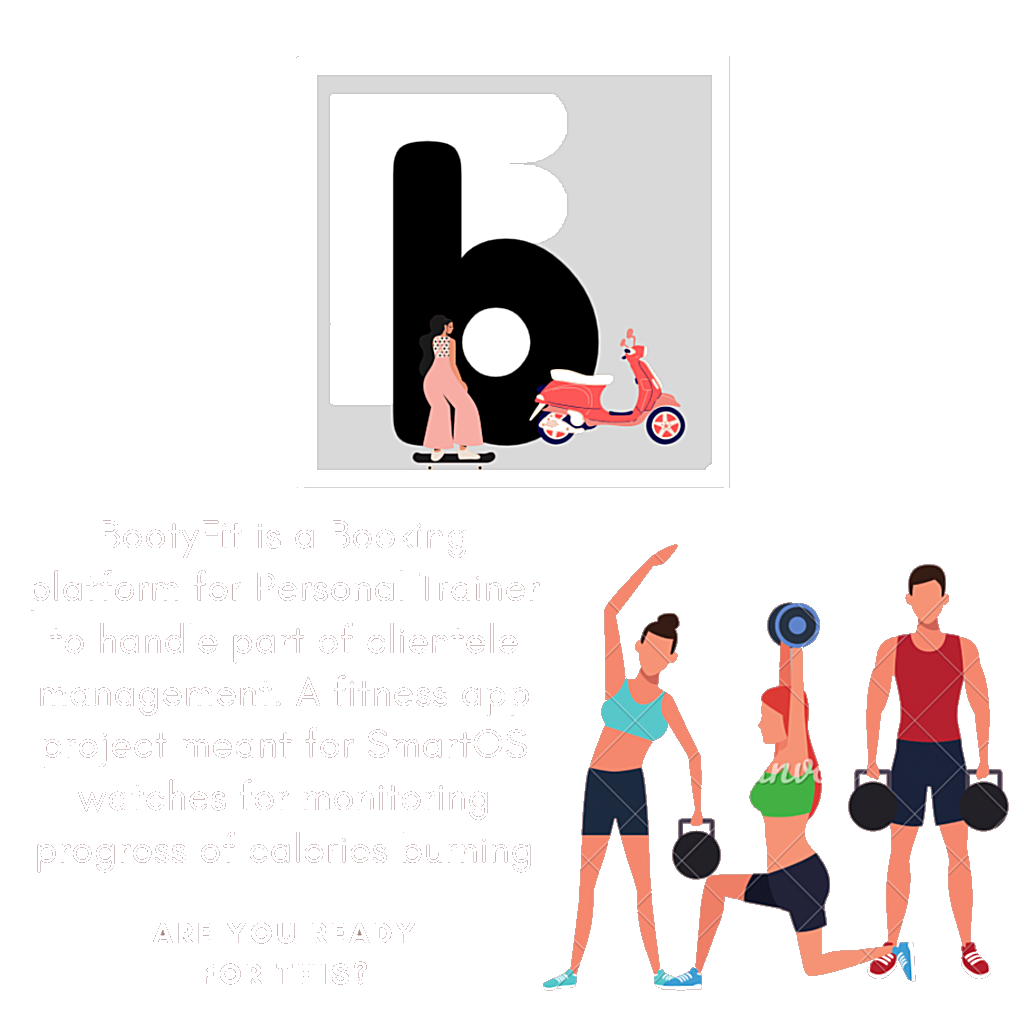 b
BootyFit is a Booking
platform for Personal Trainer
to handle part of clientele
management. A fitness app
project meant for SmartOS
watches for monitoring
progress of calories burning
ARE YOU READY
FOR THIS?